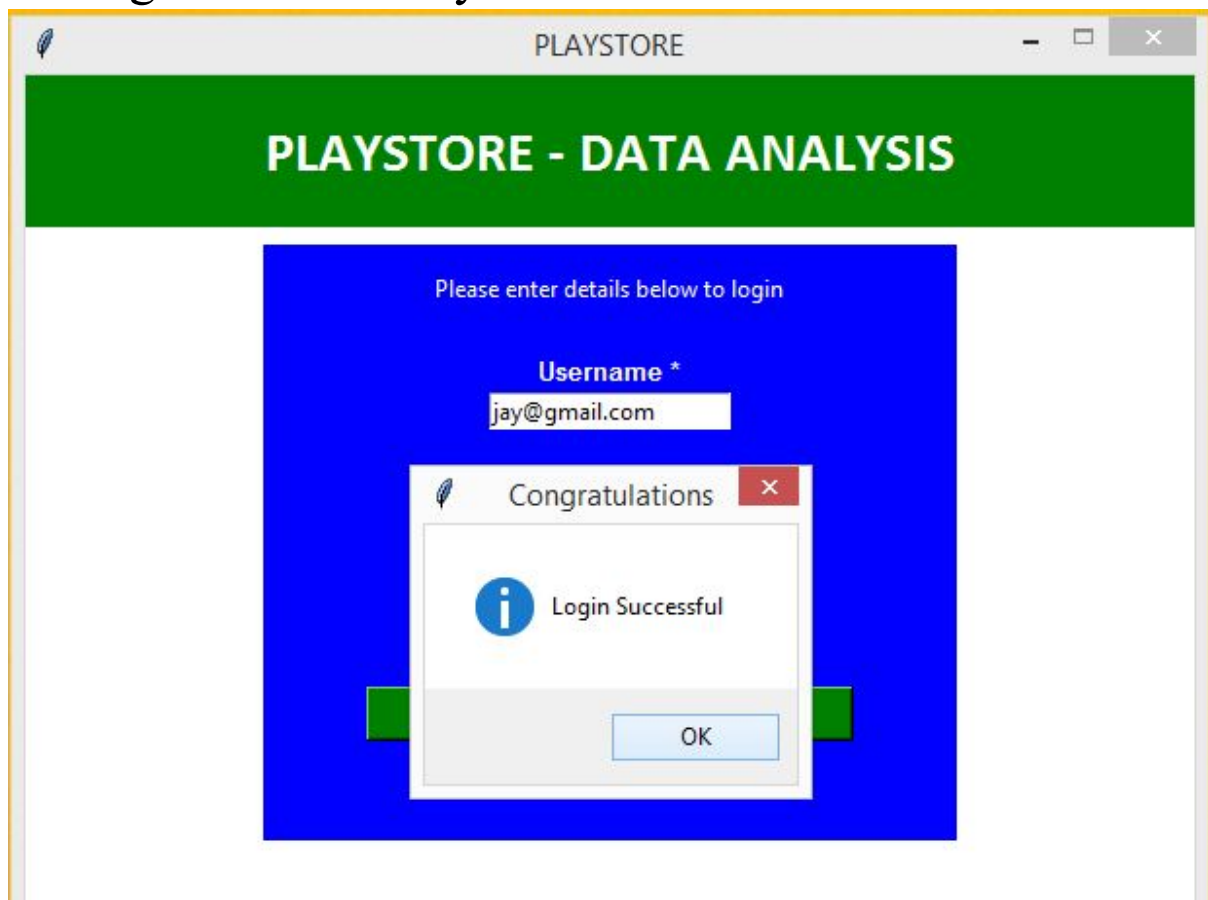 PLAYSTORE
PLAYSTORE - DATA ANALYSIS
Please enter details below to login
Username *
jay@gmail.com
Congratulations
Login Successful
OK